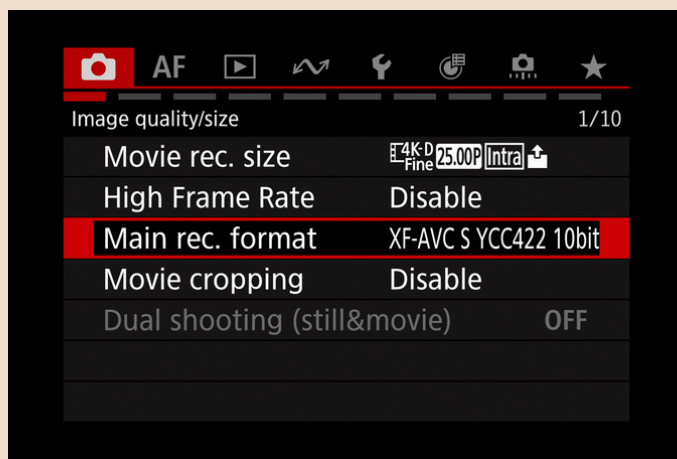 AF
Image quality/size 1/10
Movie rec. size 4K-D Fine 25.00P Intra
High Frame Rate Disable
Main rec. format XF-AVC S YCC422 10bit
Movie cropping Disable
Dual shooting (still&movie) OFF